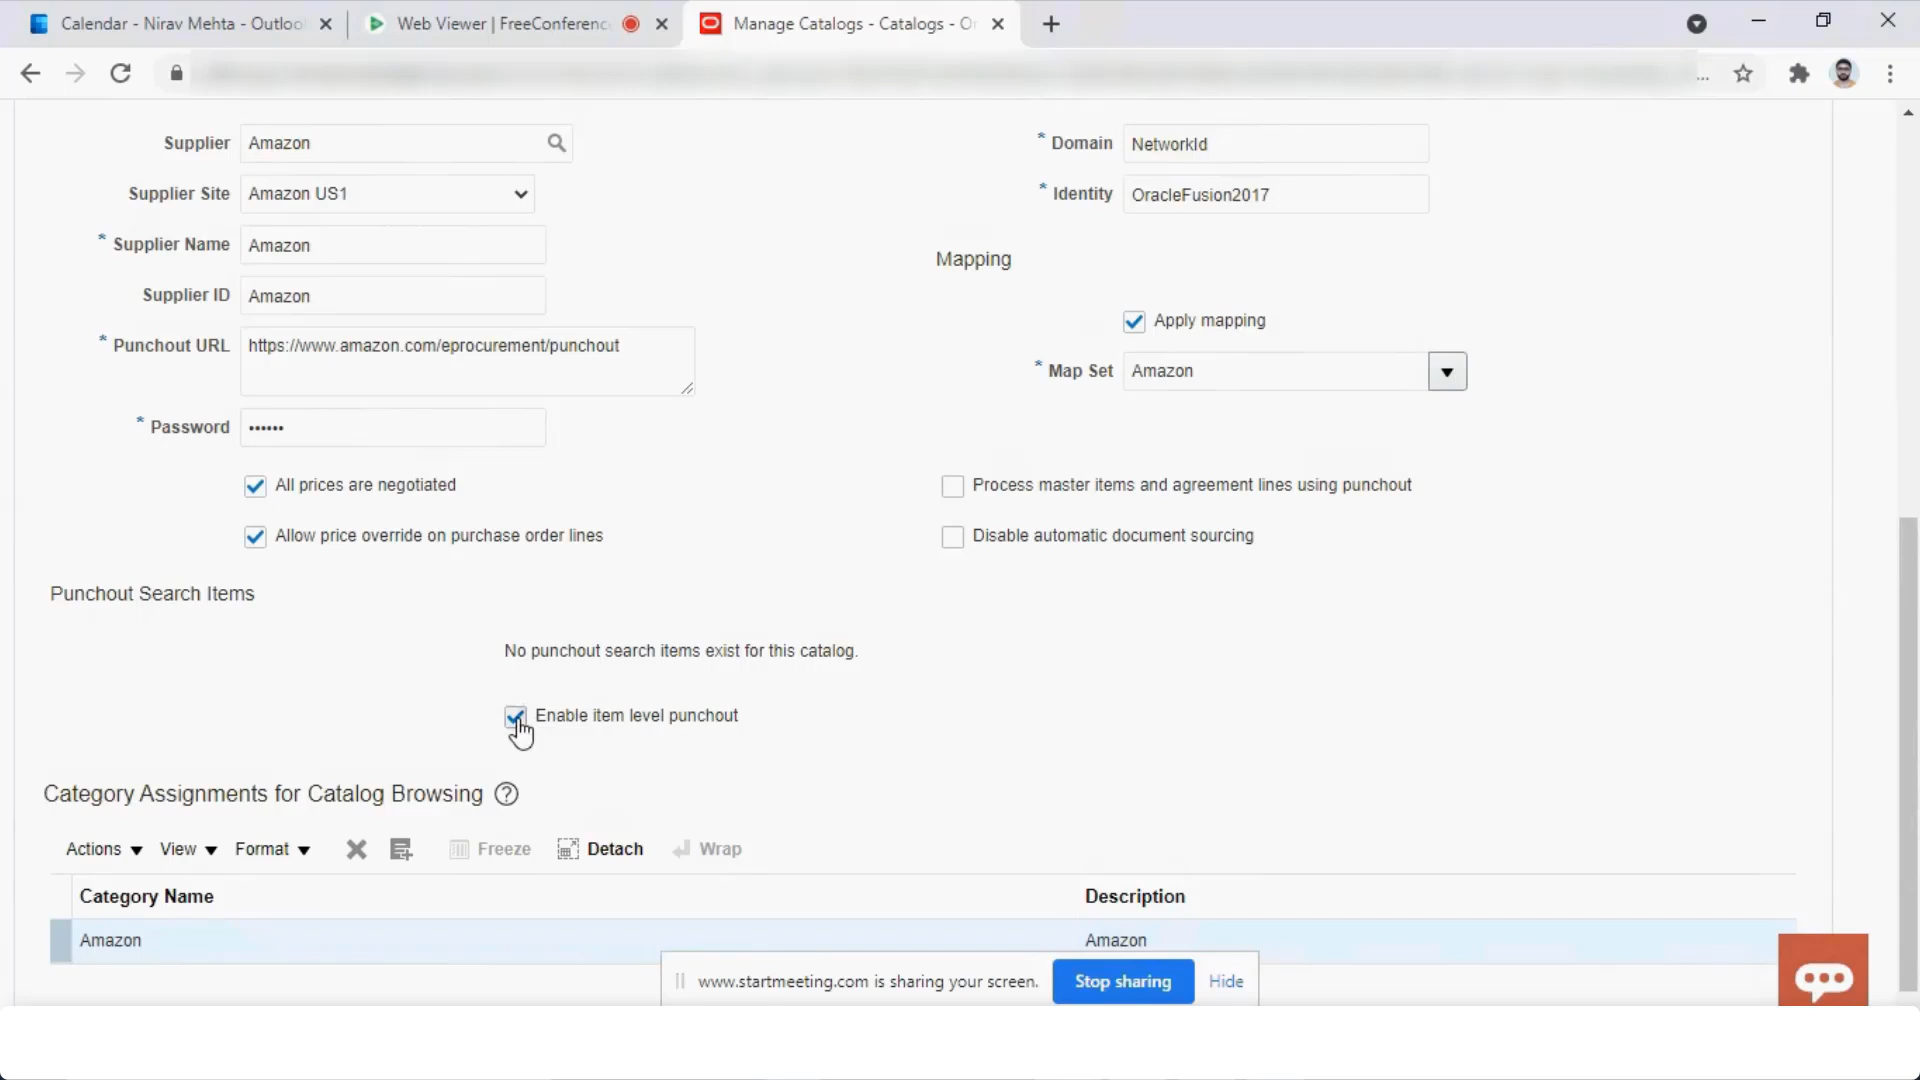 Calendar - Nirav Mehta - Outloo
Web Viewer | FreeConference
Manage Catalogs - Catalogs - Or
...
Supplier Amazon
* Domain NetworkId
Supplier Site Amazon US1
* Identity OracleFusion2017
* Supplier Name Amazon
Mapping
Supplier ID Amazon
Apply mapping
* Punchout URL https://www.amazon.com/eprocurement/punchout
* Map Set Amazon
* Password ••••••
All prices are negotiated
Process master items and agreement lines using punchout
Allow price override on purchase order lines
Disable automatic document sourcing
Punchout Search Items
No punchout search items exist for this catalog.
Enable item level punchout
Category Assignments for Catalog Browsing ?
Actions View Format Freeze Detach Wrap
Category Name Description
Amazon Amazon
www.startmeeting.com is sharing your screen. Stop sharing Hide